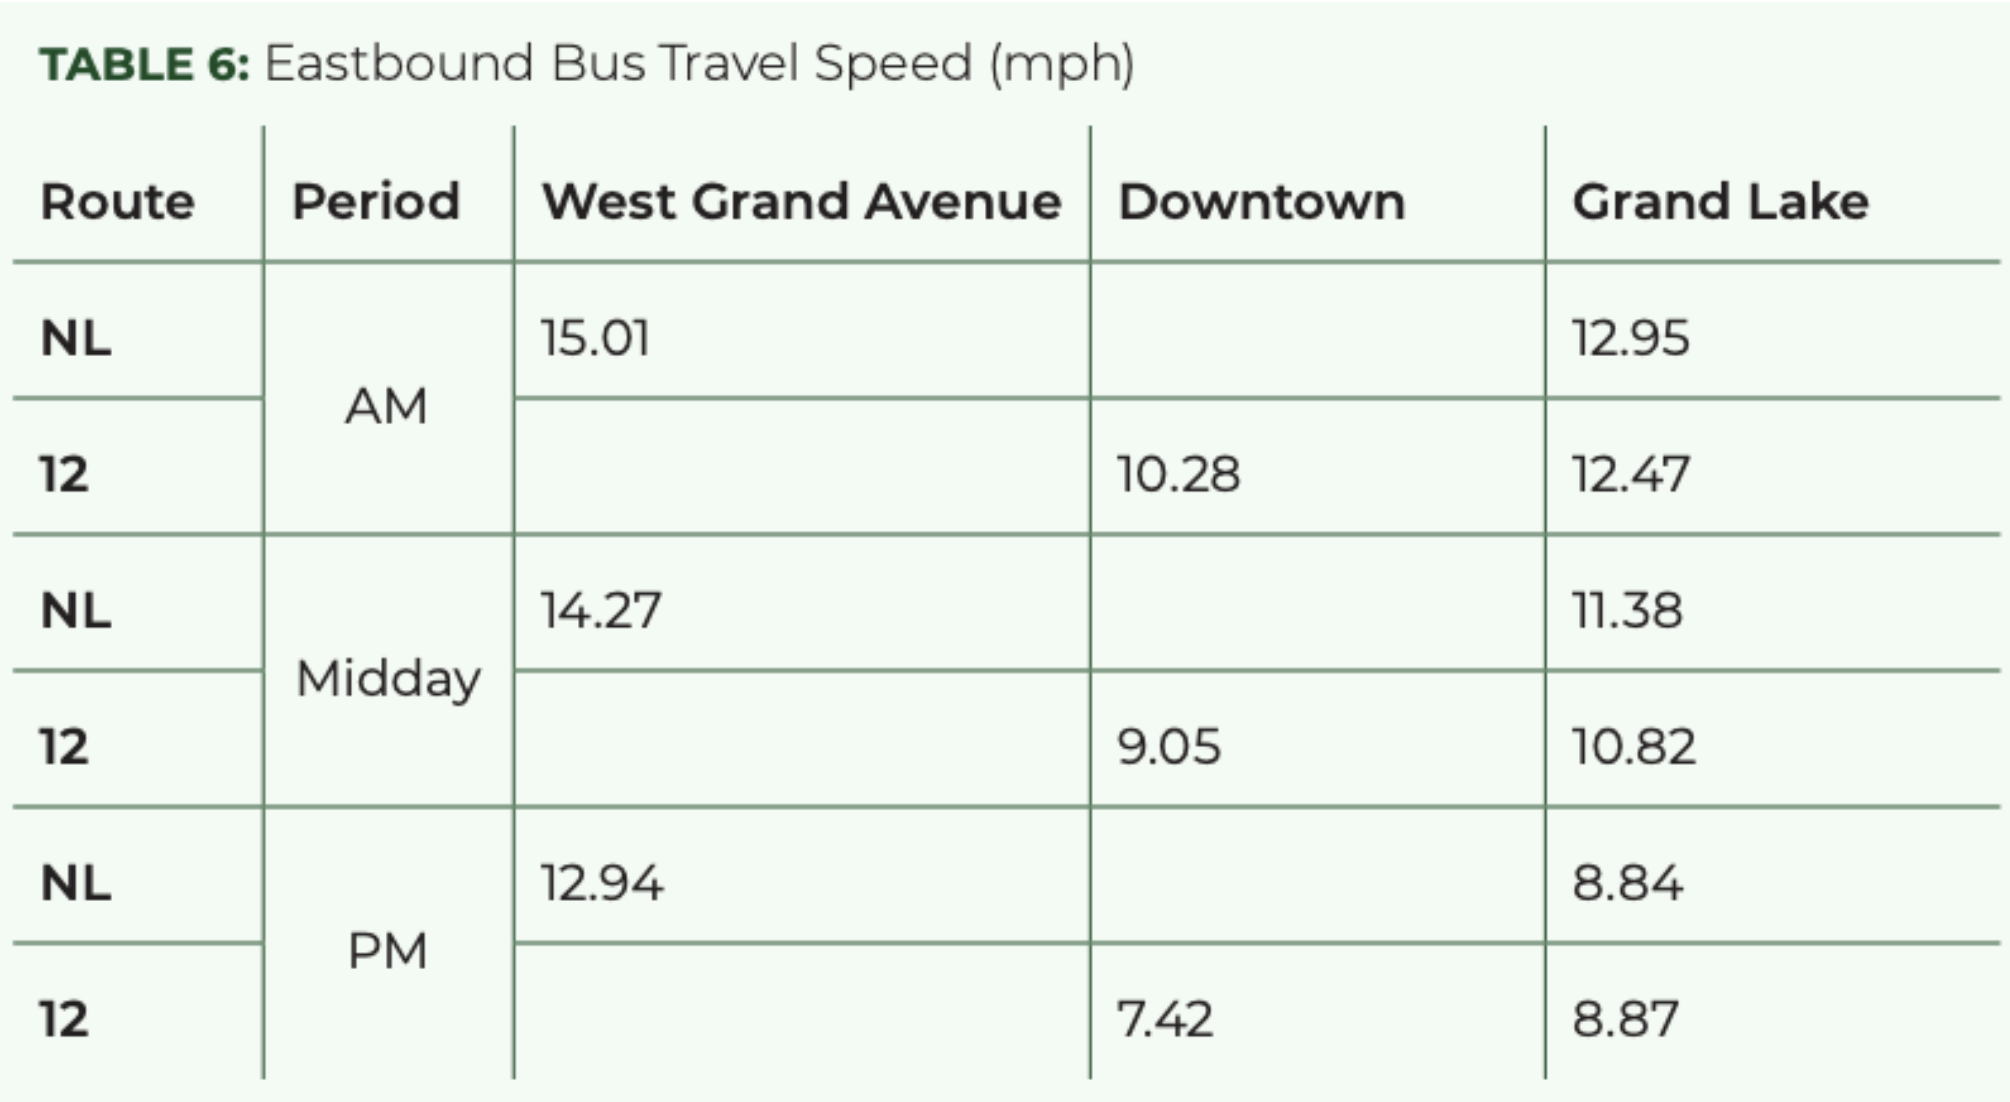 TABLE 6: Eastbound Bus Travel Speed (mph)
Route Period West Grand Avenue Downtown Grand Lake
NL 15.01 12.95
AM
12 10.28 12.47
NL 14.27 11.38
Midday
12 9.05 10.82
NL 12.94 8.84
PM
12 7.42 8.87